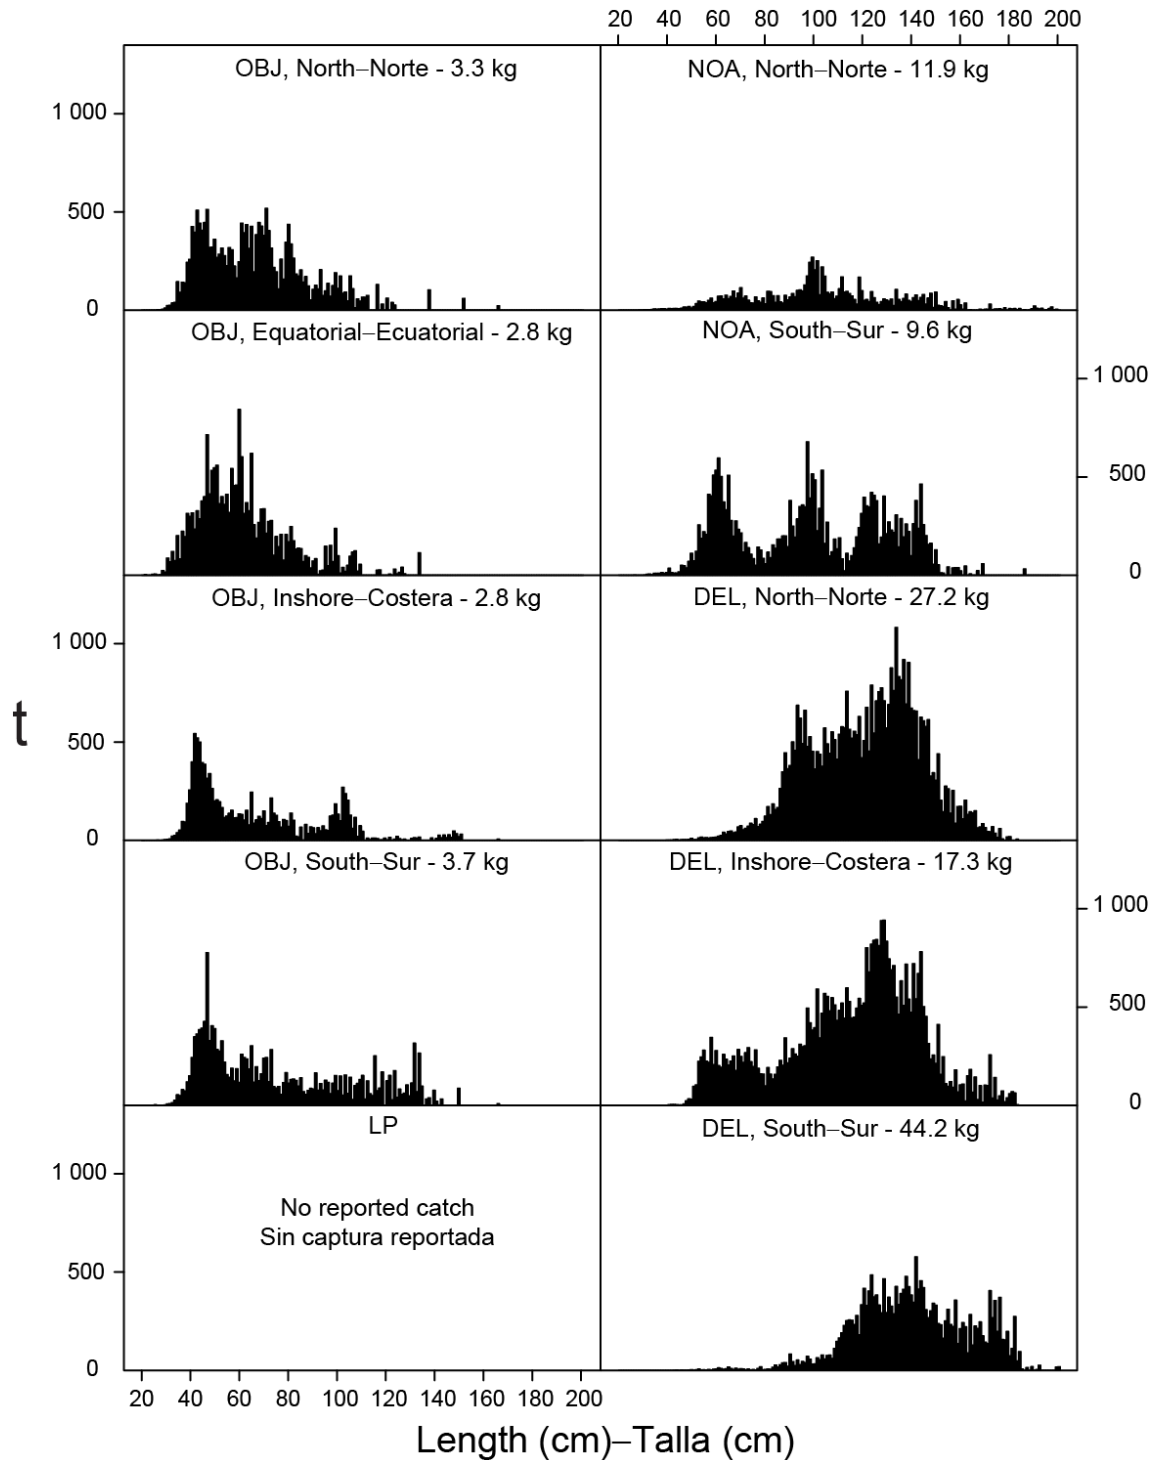 20 40 60 80 100 120 140 160 180 200
OBJ, North–Norte - 3.3 kg
NOA, North–Norte - 11.9 kg
1 000
500
0
OBJ, Equatorial–Ecuatorial - 2.8 kg
NOA, South–Sur - 9.6 kg
1 000
500
0
OBJ, Inshore–Costera - 2.8 kg
DEL, North–Norte - 27.2 kg
1 000
500
0
t
OBJ, South–Sur - 3.7 kg
DEL, Inshore–Costera - 17.3 kg
1 000
500
0
LP
DEL, South–Sur - 44.2 kg
1 000
500
0
No reported catch
Sin captura reportada
20 40 60 80 100 120 140 160 180 200
Length (cm)–Talla (cm)